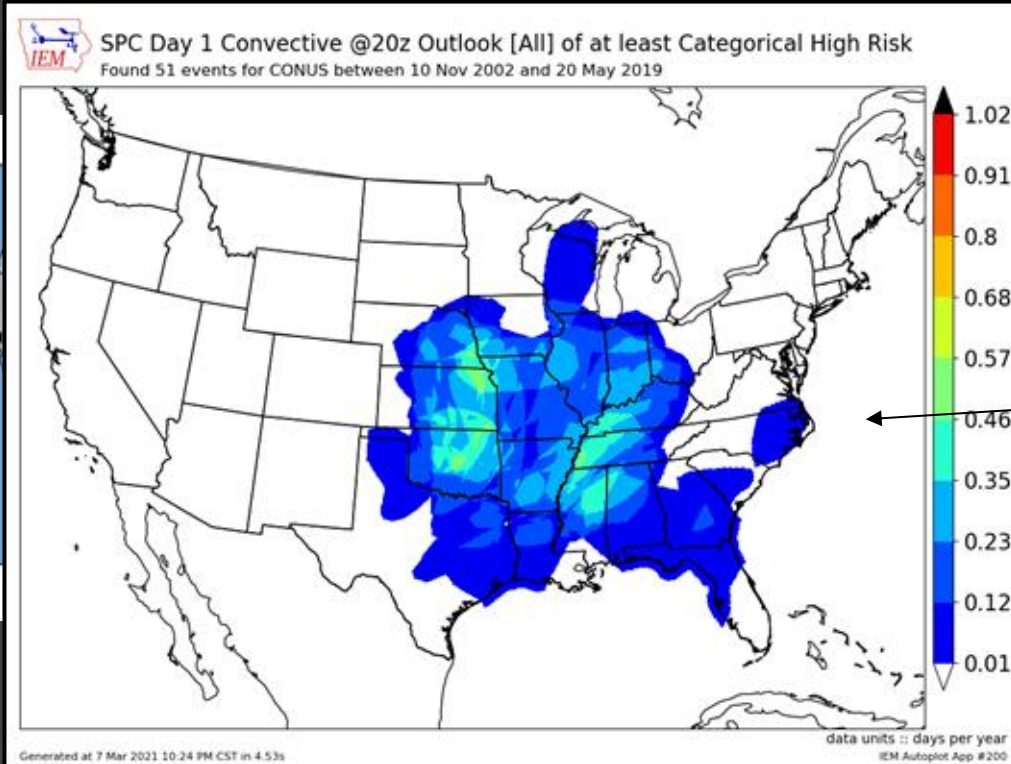 IEM
SPC Day 1 Convective @20z Outlook [All] of at least Categorical High Risk
Found 51 events for CONUS between 10 Nov 2002 and 20 May 2019
1.02
0.91
0.8
0.68
0.57
0.46
0.35
0.23
0.12
0.01
data units :: days per year
Generated at 7 Mar 2021 10:24 PM CST in 4.53s
IEM Autoplot App #200